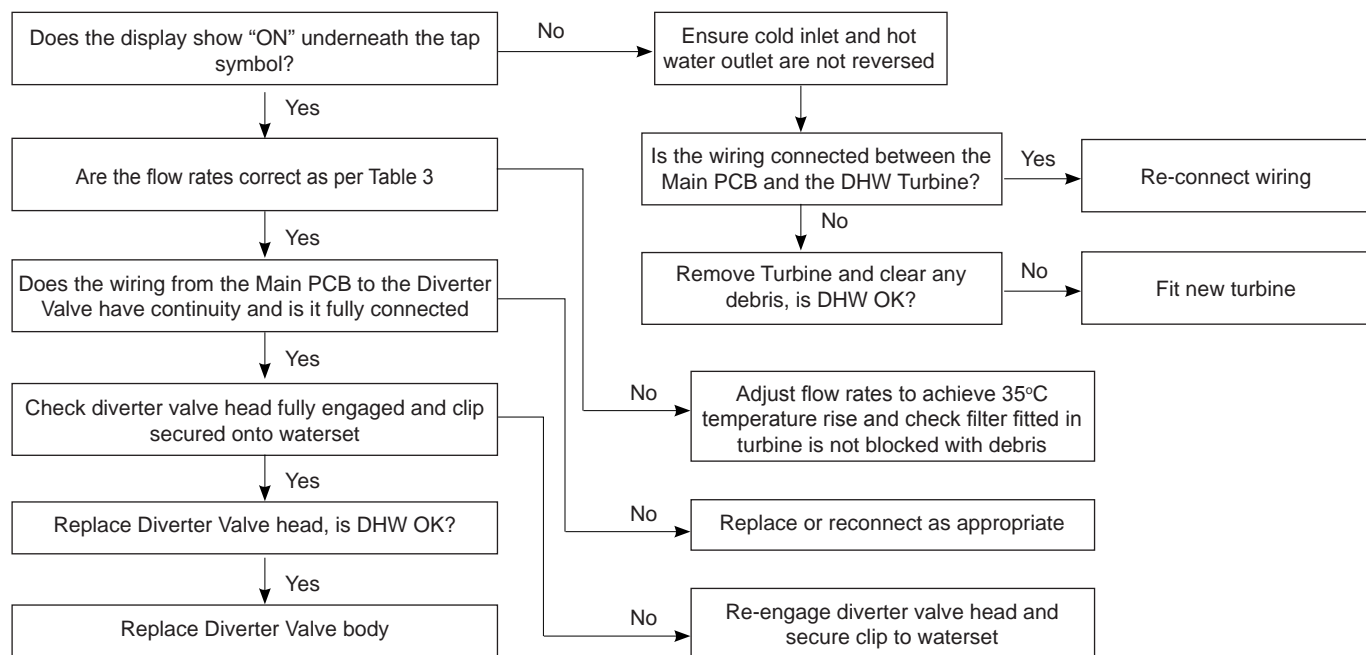 Does the display show “ON” underneath the tap
symbol?
No
Ensure cold inlet and hot
water outlet are not reversed
Yes
Are the flow rates correct as per Table 3
Is the wiring connected between the
Main PCB and the DHW Turbine?
Yes
Re-connect wiring
Yes
No
Does the wiring from the Main PCB to the Diverter
Valve have continuity and is it fully connected
Remove Turbine and clear any
debris, is DHW OK?
No
Fit new turbine
Yes
Check diverter valve head fully engaged and clip
secured onto waterset
No
Adjust flow rates to achieve 35°C
temperature rise and check filter fitted in
turbine is not blocked with debris
Yes
Replace Diverter Valve head, is DHW OK?
No
Replace or reconnect as appropriate
Yes
Replace Diverter Valve body
No
Re-engage diverter valve head and
secure clip to waterset